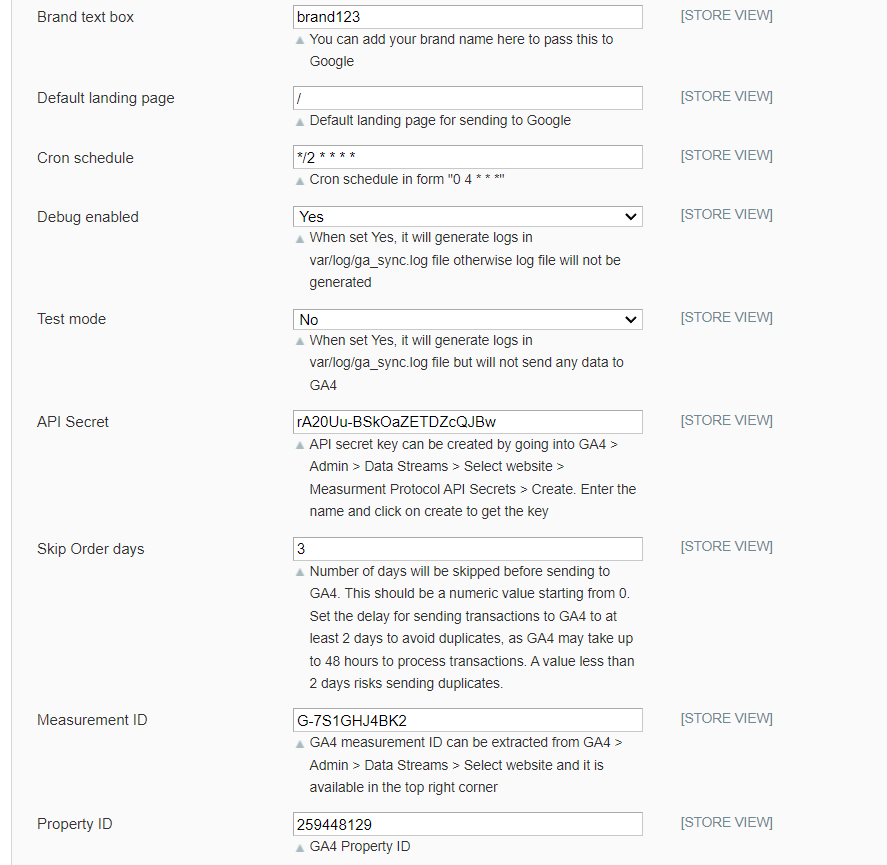 Brand text box
brand123
[STORE VIEW]
You can add your brand name here to pass this to
Google
Default landing page
/
[STORE VIEW]
Default landing page for sending to Google
Cron schedule
*/2 * * * *
[STORE VIEW]
Cron schedule in form "0 4 * * *"
Debug enabled
Yes
[STORE VIEW]
When set Yes, it will generate logs in
var/log/ga_sync.log file otherwise log file will not be
generated
Test mode
No
[STORE VIEW]
When set Yes, it will generate logs in
var/log/ga_sync.log file but will not send any data to
GA4
API Secret
rA20Uu-BSkOaZETDZcQJBw
[STORE VIEW]
API secret key can be created by going into GA4 >
Admin > Data Streams > Select website >
Measurment Protocol API Secrets > Create. Enter the
name and click on create to get the key
Skip Order days
3
[STORE VIEW]
Number of days will be skipped before sending to
GA4. This should be a numeric value starting from 0.
Set the delay for sending transactions to GA4 to at
least 2 days to avoid duplicates, as GA4 may take up
to 48 hours to process transactions. A value less than
2 days risks sending duplicates.
Measurement ID
G-7S1GHJ4BK2
[STORE VIEW]
GA4 measurement ID can be extracted from GA4 >
Admin > Data Streams > Select website and it is
available in the top right corner
Property ID
259448129
[STORE VIEW]
GA4 Property ID